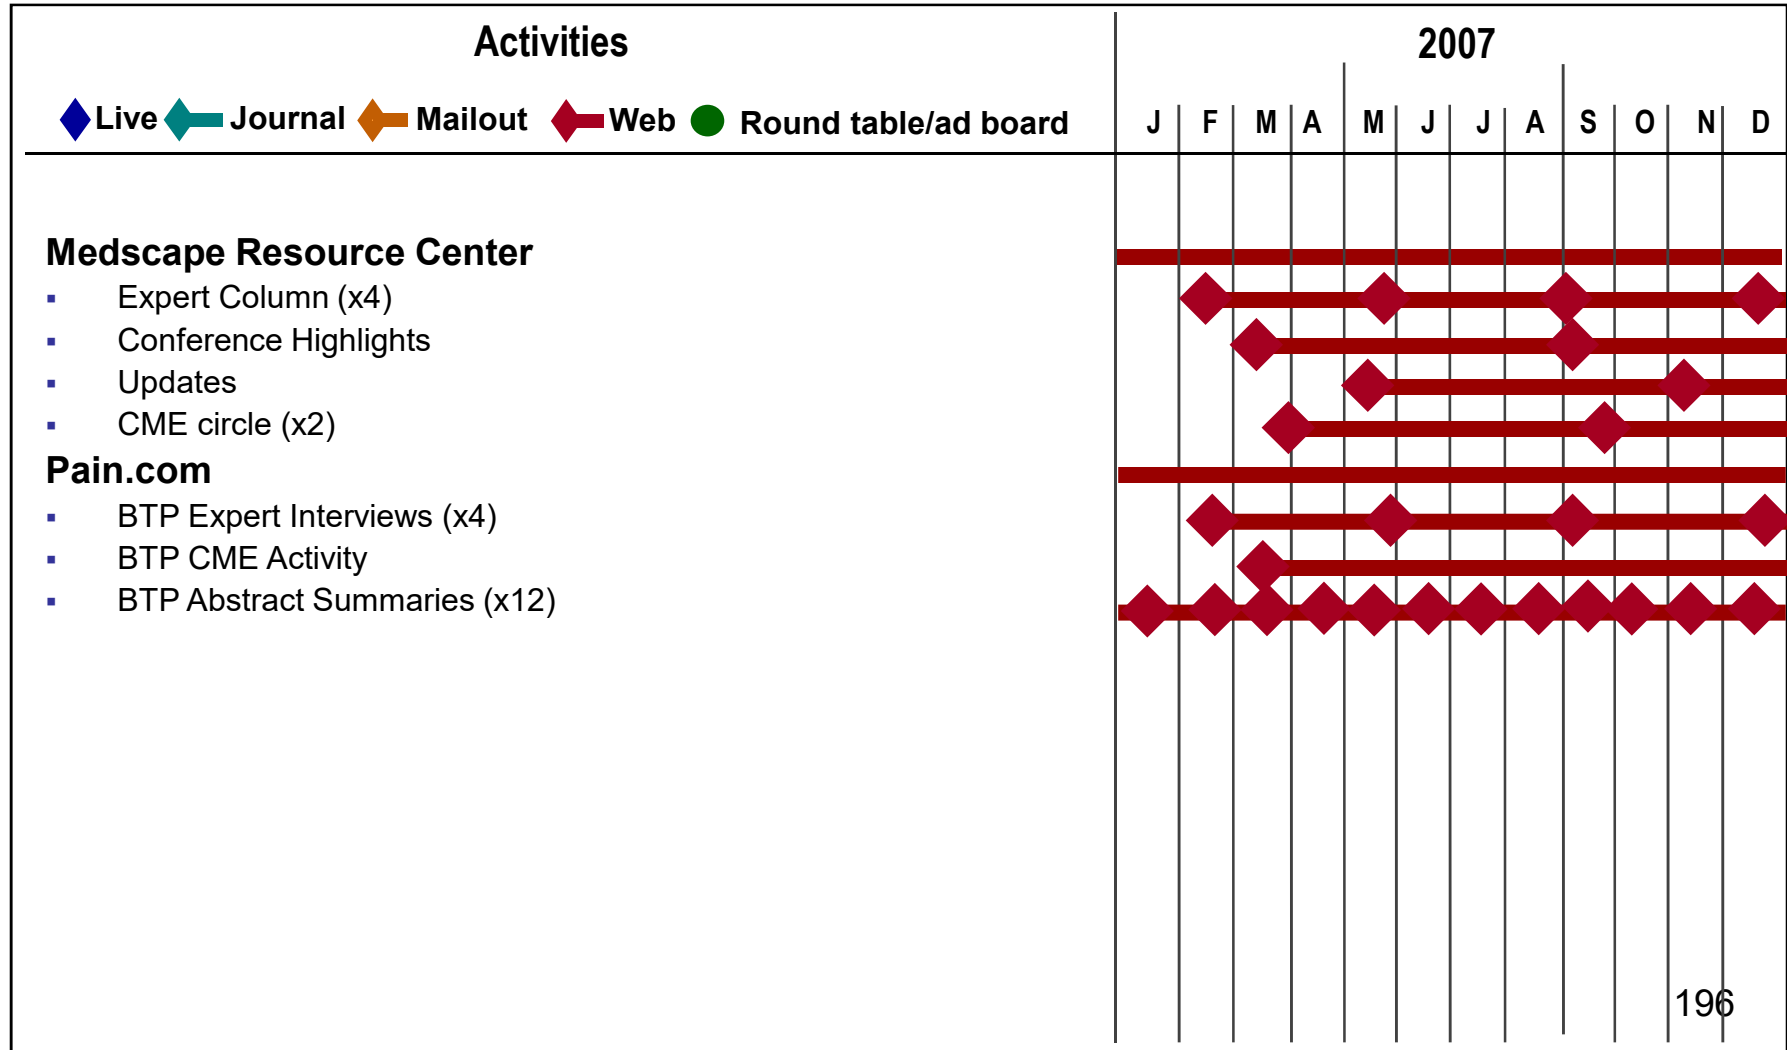 Activities
2007
Live Journal Mailout Web Round table/ad board
J F M A M J J A S O N D
Medscape Resource Center
▪ Expert Column (x4)
▪ Conference Highlights
▪ Updates
▪ CME circle (x2)
Pain.com
▪ BTP Expert Interviews (x4)
▪ BTP CME Activity
▪ BTP Abstract Summaries (x12)
196